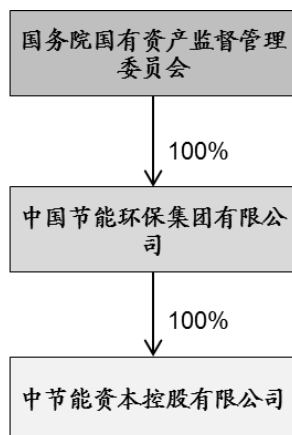 国务院国有资产监督管理
委员会
100%
中国节能环保集团有限公
司
100%
中节能资本控股有限公司